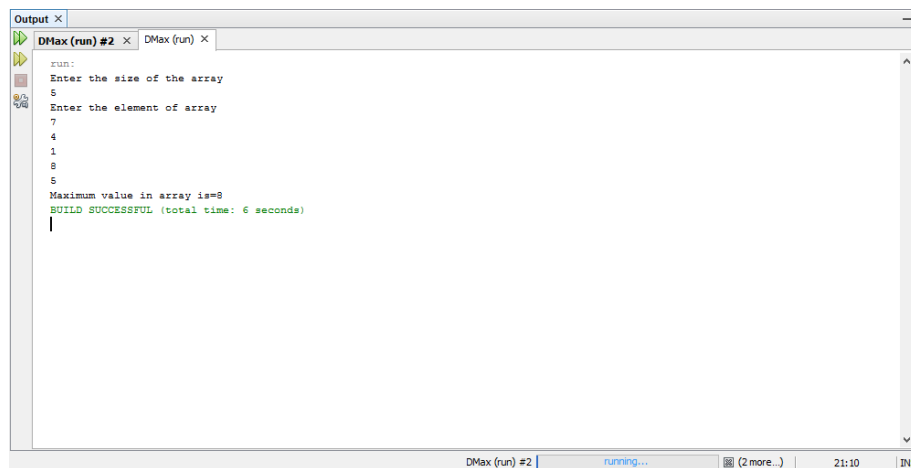 Output ×
DMax (run) #2 × DMax (run) ×
run:
Enter the size of the array
5
Enter the element of array
7
4
1
8
5
Maximum value in array is=8
BUILD SUCCESSFUL (total time: 6 seconds)
DMax (run) #2 running... (2 more...) 21:10 IN